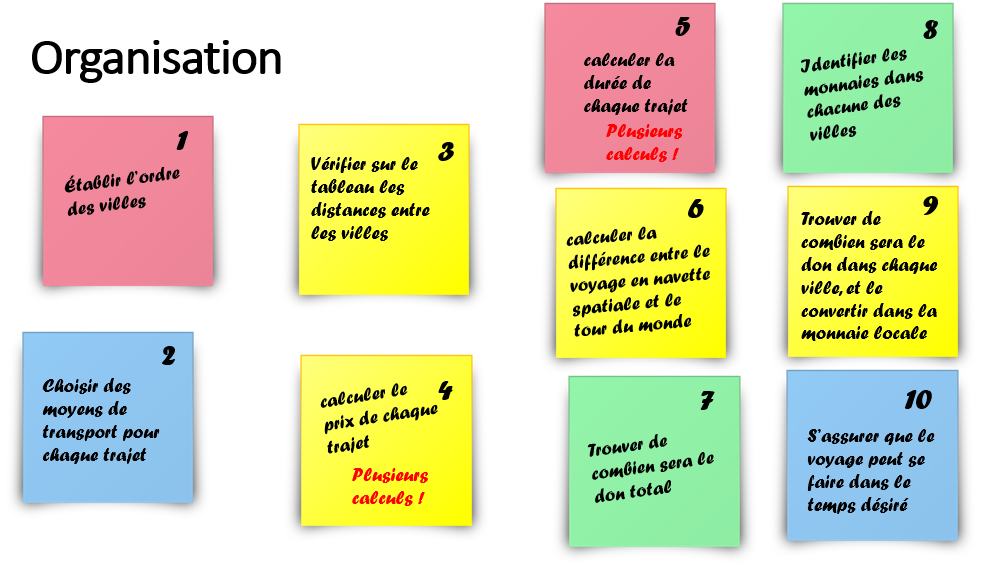 Organisation
1
Établir l'ordre
des villes
2
Choisir des
moyens de
transport pour
chaque trajet
3
Vérifier sur le
tableau les
distances entre
les villes
4
calculer le
prix de chaque
trajet
Plusieurs
calculs !
5
calculer la
durée de
chaque trajet
Plusieurs
calculs !
6
calculer la
différence entre le
voyage en navette
spatiale et le
tour du monde
7
Trouver de
combien sera le
don total
8
Identifier les
monnaies dans
chacune des
villes
9
Trouver de
combien sera le
don dans chaque
ville, et le
convertir dans la
monnaie locale
10
S'assurer que le
voyage peut se
faire dans le
temps désiré